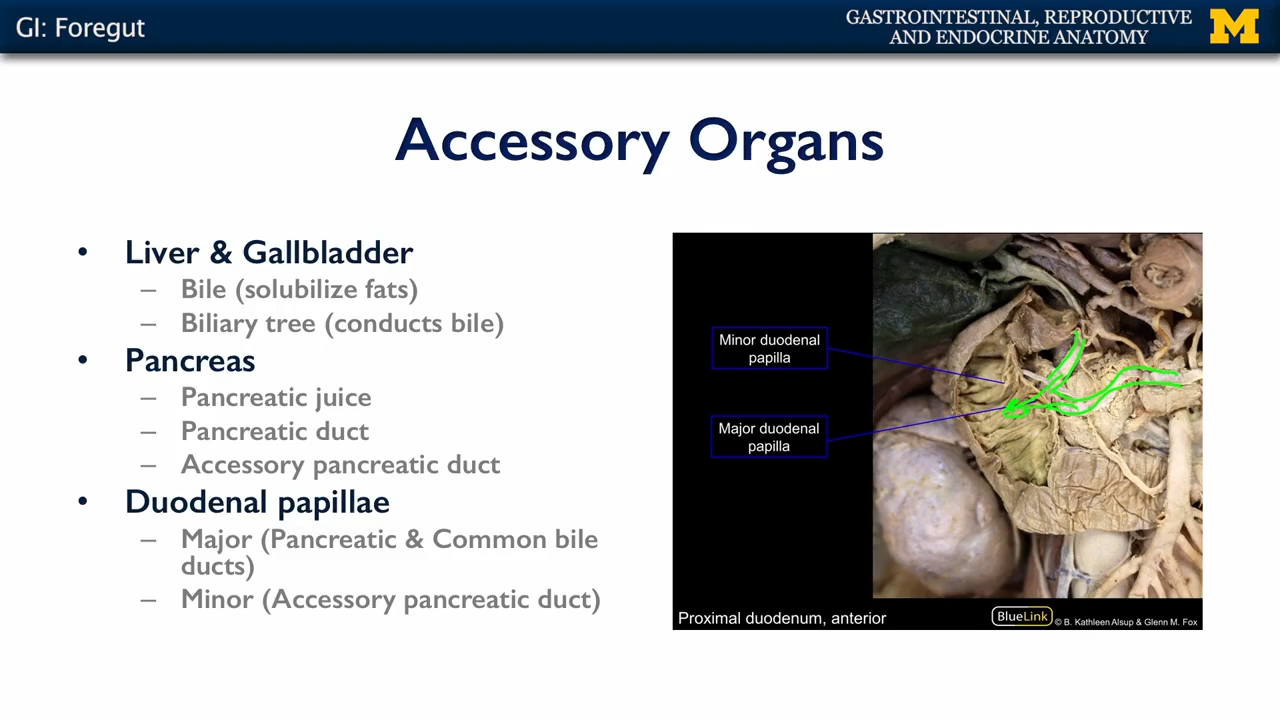 GI: Foregut
GASTROINTESTINAL, REPRODUCTIVE
AND ENDOCRINE ANATOMY
M
Accessory Organs
• Liver & Gallbladder
– Bile (solubilize fats)
– Biliary tree (conducts bile)
• Pancreas
– Pancreatic juice
– Pancreatic duct
– Accessory pancreatic duct
• Duodenal papillae
– Major (Pancreatic & Common bile
ducts)
– Minor (Accessory pancreatic duct)
Minor duodenal
papilla
Major duodenal
papilla
Proximal duodenum, anterior
BlueLink © B. Kathleen Alsup & Glenn M. Fox